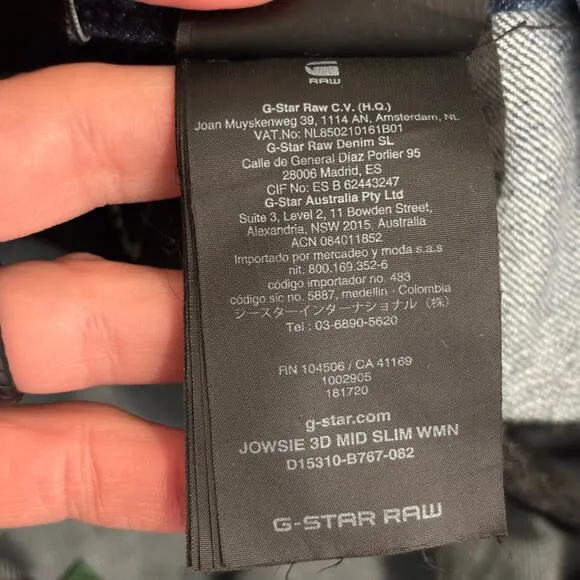 RAW
G-Star Raw C.V. (H.Q.)
Joan Muyskenweg 39, 1114 AN, Amsterdam, NL
VAT.No: NL850210161B01
G-Star Raw Denim SL
Calle de General Díaz Porlier 95
28006 Madrid, ES
CIF No: ES B 62443247
G-Star Australia Pty Ltd
Suite 3, Level 2, 11 Bowden Street,
Alexandria, NSW 2015, Australia
ACN 084011852
Importado por mercadeo y moda s.a.s
nit. 800.169.352-6
código importador no. 433
código sic no. 5887, medellin - Colombia
ジースターインターナショナル（株）
Tel : 03-6890-5620
RN 104506 / CA 41169
1002905
181720
g-star.com
JOWSIE 3D MID SLIM WMN
D15310-B767-082
G-STAR RAW